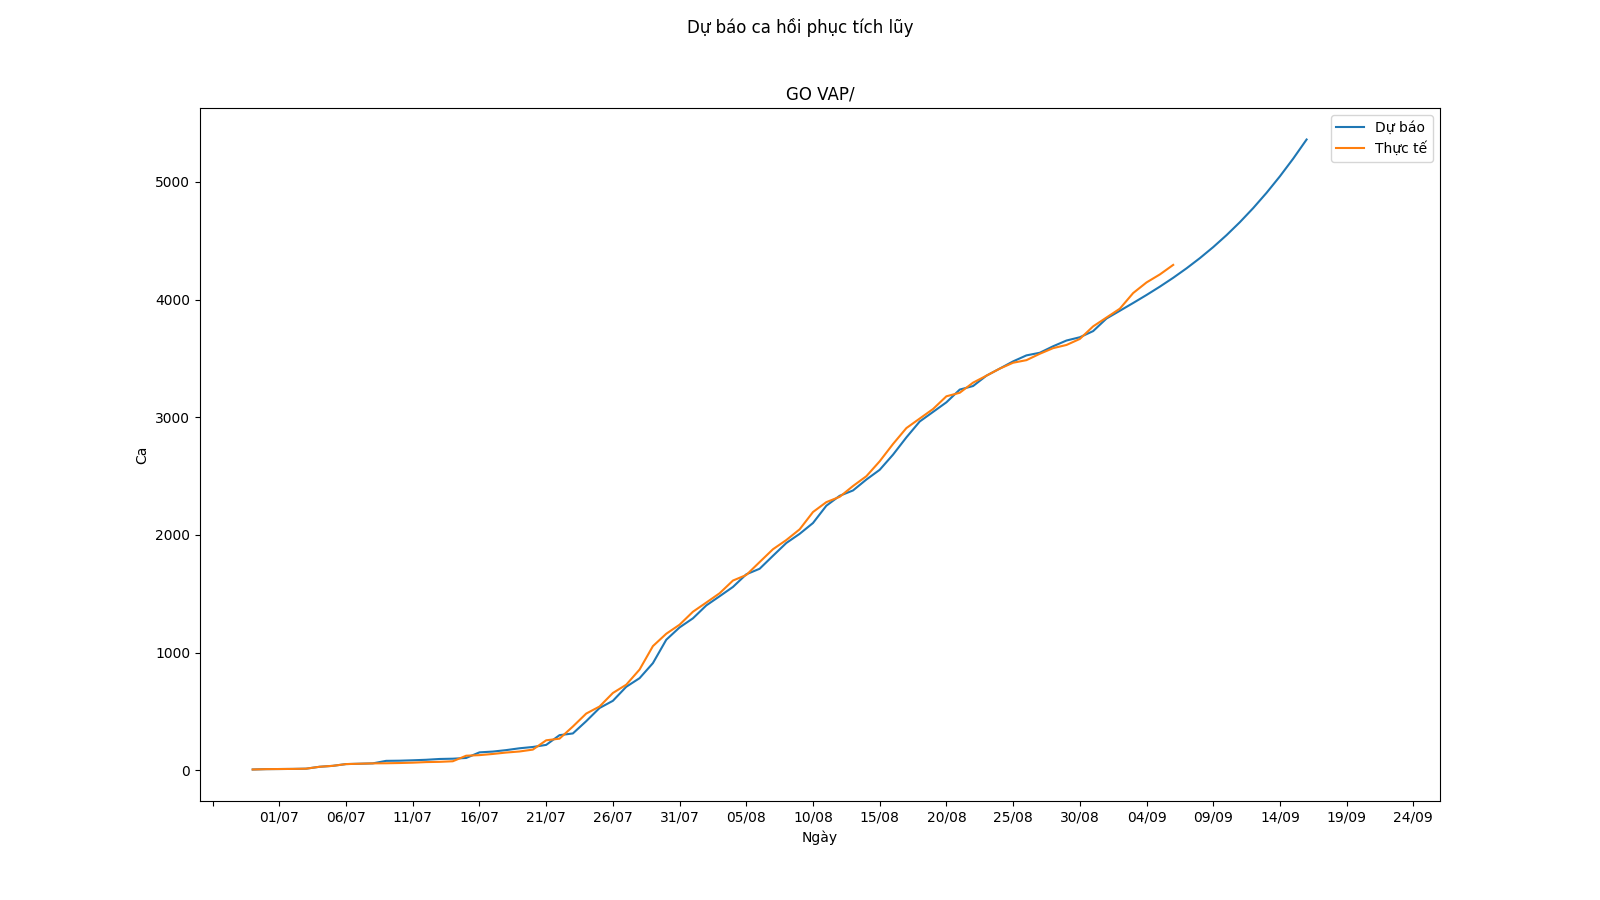 Dự báo ca hồi phục tích lũy
GO VAP/
Dự báo
Thực tế
5000
4000
3000
2000
1000
0
Ca
01/07 06/07 11/07 16/07 21/07 26/07 31/07 05/08 10/08 15/08 20/08 25/08 30/08 04/09 09/09 14/09 19/09 24/09
Ngày